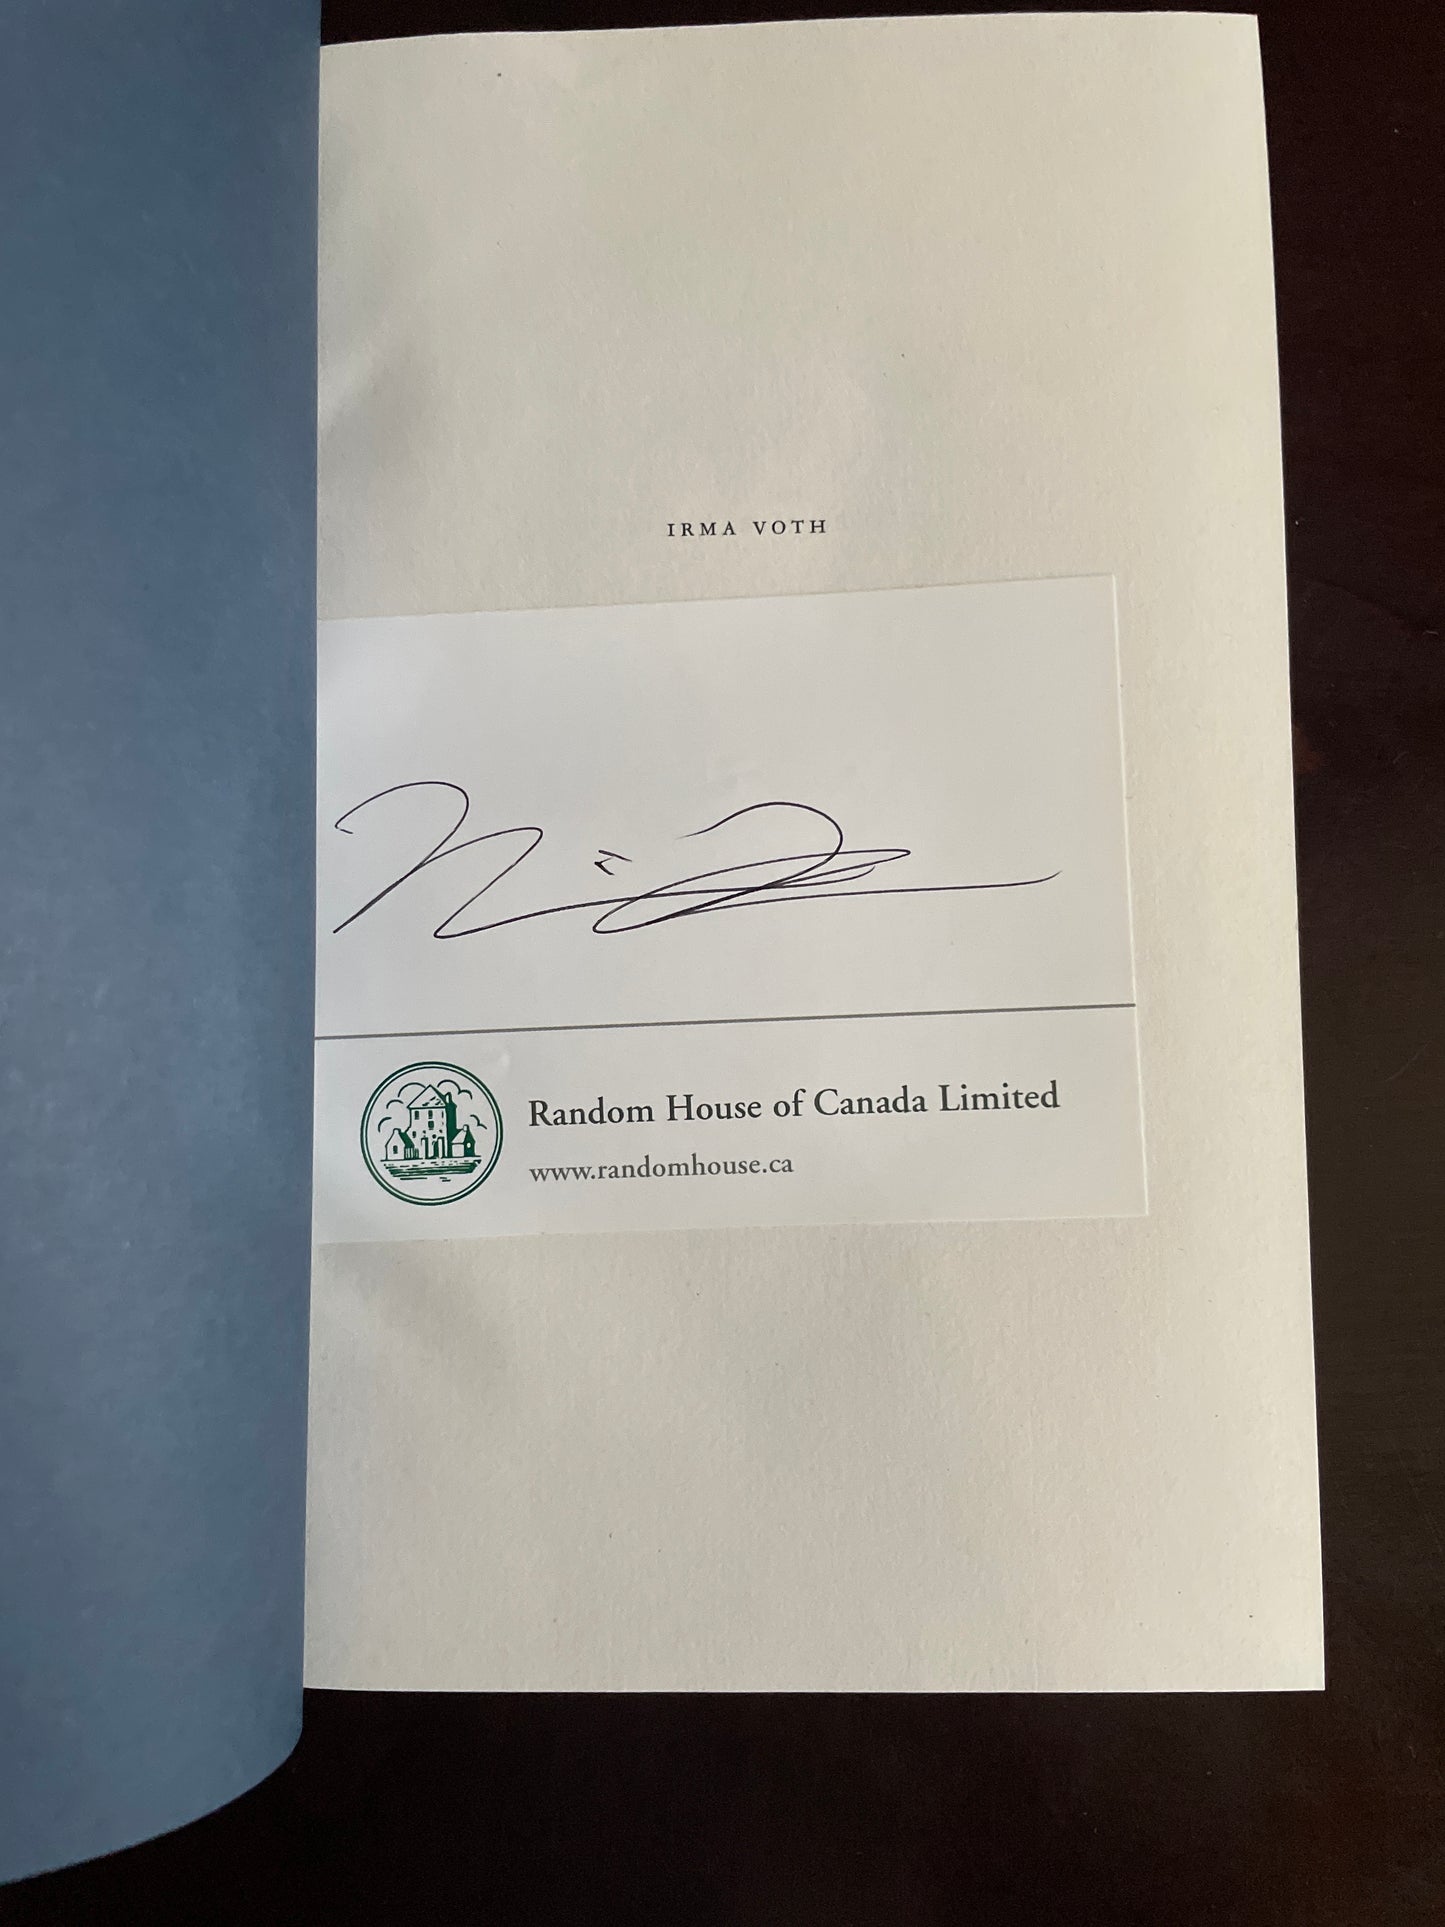 IRMA VOTH
Random House of Canada Limited
www.randomhouse.ca